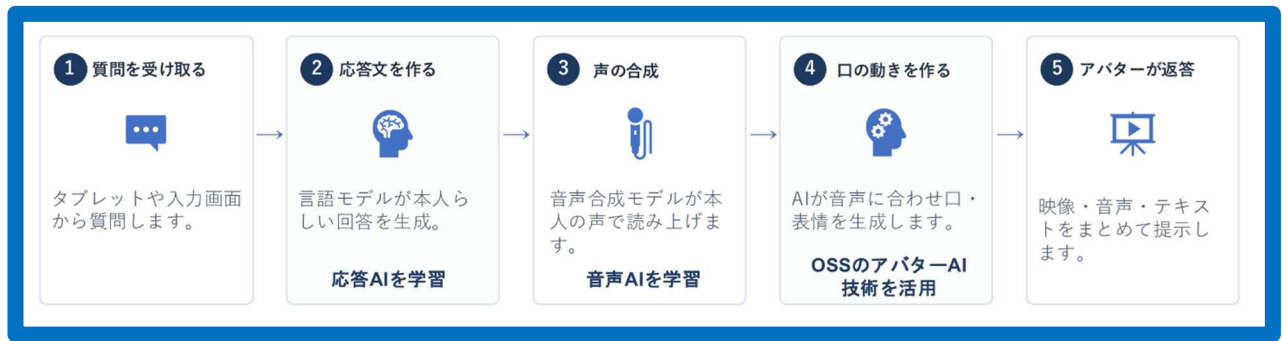 1 質問を受け取る
タブレットや入力画面
から質問します。
2 応答文を作る
言語モデルが本人ら
しい回答を生成。
応答AIを学習
3 声の合成
音声合成モデルが本
人の声で読み上げま
す。
音声AIを学習
4 口の動きを作る
AIが音声に合わせ口・
表情を生成します。
OSSのアバターAI
技術を活用
5 アバターが返答
映像・音声・テキス
トをまとめて提示し
ます。